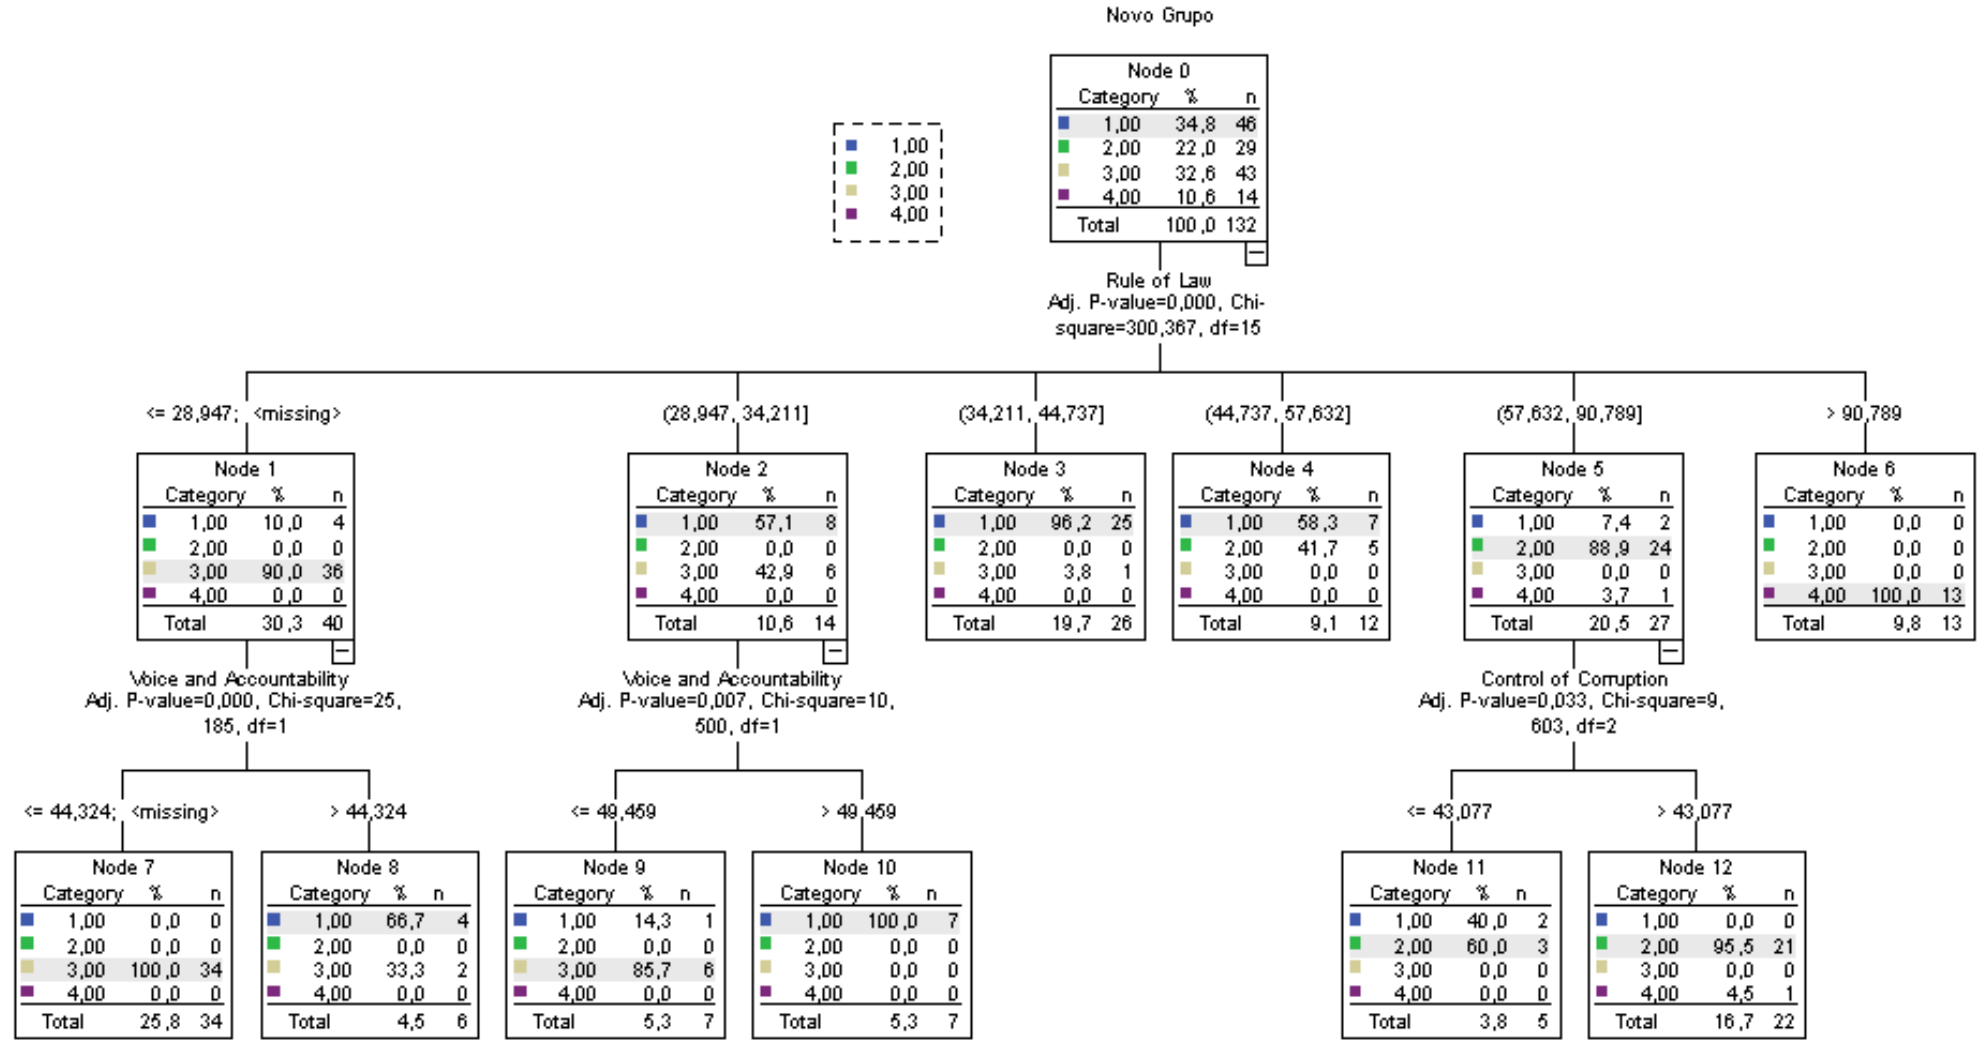 Novo Grupo
Node 0
Category % n
1,00 34,8 46
2,00 22,0 29
3,00 32,6 43
4,00 10,6 14
Total 100,0 132
1,00
2,00
3,00
4,00
Rule of Law
Adj. P-value=0,000, Chi-
square=300,367, df=15
<= 28,947; <missing>
(28,947, 34,211]
(34,211, 44,737]
(44,737, 57,632]
(57,632, 90,789]
> 90,789
Node 1
Category % n
1,00 10,0 4
2,00 0,0 0
3,00 90,0 36
4,00 0,0 0
Total 30,3 40
Node 2
Category % n
1,00 57,1 8
2,00 0,0 0
3,00 42,9 6
4,00 0,0 0
Total 10,6 14
Node 3
Category % n
1,00 96,2 25
2,00 0,0 0
3,00 3,8 1
4,00 0,0 0
Total 19,7 26
Node 4
Category % n
1,00 58,3 7
2,00 41,7 5
3,00 0,0 0
4,00 0,0 0
Total 9,1 12
Node 5
Category % n
1,00 7,4 2
2,00 88,9 24
3,00 0,0 0
4,00 3,7 1
Total 20,5 27
Node 6
Category % n
1,00 0,0 0
2,00 0,0 0
3,00 0,0 0
4,00 100,0 13
Total 9,8 13
Voice and Accountability
Adj. P-value=0,000, Chi-square=25,
185, df=1
Voice and Accountability
Adj. P-value=0,007, Chi-square=10,
500, df=1
Control of Corruption
Adj. P-value=0,033, Chi-square=9,
603, df=2
<= 44,324; <missing>
> 44,324
<= 49,459
> 49,459
<= 43,077
> 43,077
Node 7
Category % n
1,00 0,0 0
2,00 0,0 0
3,00 100,0 34
4,00 0,0 0
Total 25,8 34
Node 8
Category % n
1,00 66,7 4
2,00 0,0 0
3,00 33,3 2
4,00 0,0 0
Total 4,5 6
Node 9
Category % n
1,00 14,3 1
2,00 0,0 0
3,00 85,7 6
4,00 0,0 0
Total 5,3 7
Node 10
Category % n
1,00 100,0 7
2,00 0,0 0
3,00 0,0 0
4,00 0,0 0
Total 5,3 7
Node 11
Category % n
1,00 40,0 2
2,00 60,0 3
3,00 0,0 0
4,00 0,0 0
Total 3,8 5
Node 12
Category % n
1,00 0,0 0
2,00 95,5 21
3,00 0,0 0
4,00 4,5 1
Total 16,7 22